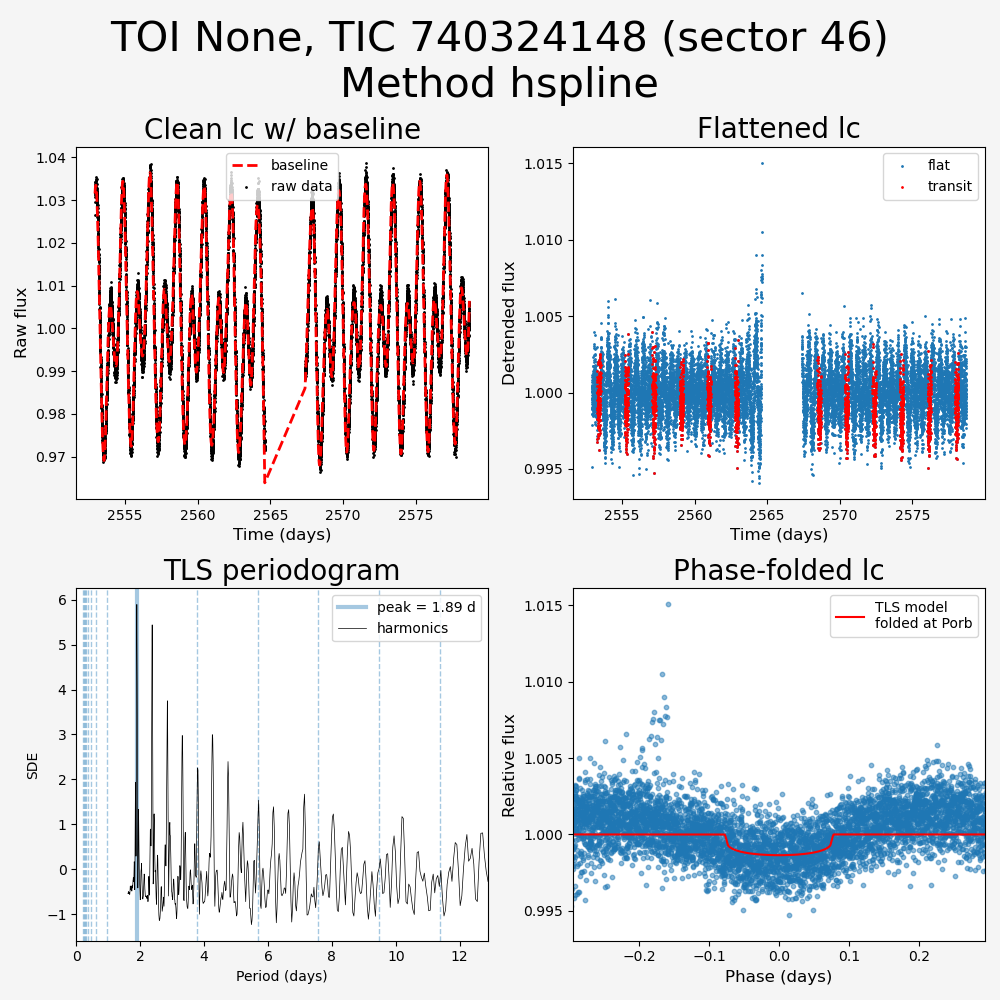 TOI None, TIC 740324148 (sector 46)
Method hspline
Clean lc w/ baseline
baseline
raw data
1.04
1.03
1.02
1.01
1.00
0.99
0.98
0.97
Raw flux
2555
2560
2565
2570
2575
Time (days)
Flattened lc
flat
transit
1.015
1.010
1.005
1.000
0.995
Detrended flux
2555
2560
2565
2570
2575
Time (days)
TLS periodogram
peak = 1.89 d
harmonics
6
5
4
3
2
1
0
−1
SDE
0
2
4
6
8
10
12
Period (days)
Phase-folded lc
TLS model
folded at Porb
1.015
1.010
1.005
1.000
0.995
Relative flux
−0.2
−0.1
0.0
0.1
0.2
Phase (days)